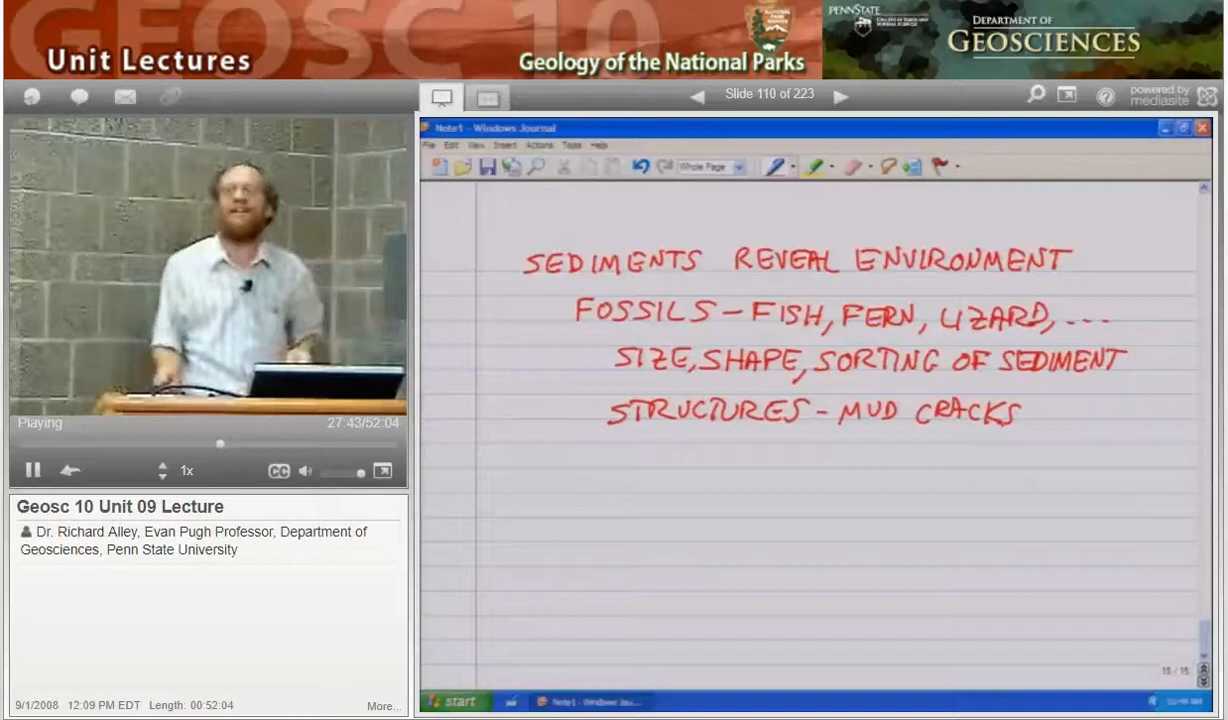 GEOSC 10
Unit Lectures
Geology of the National Parks
PENNSTATE
DEPARTMENT OF
GEOSCIENCES
Slide 110 of 223
powered by
mediasite
Note1 - Windows Journal
File Edit View Insert Actions Tools Help
Whole Page
SEDIMENTS REVEAL ENVIRONMENT
FOSSILS - FISH, FERN, LIZARD, ...
SIZE, SHAPE, SORTING OF SEDIMENT
STRUCTURES - MUD CRACKS
15 / 15
start
Note1 - Windows Jou...
Playing
27:43/52:04
1x
CC
Geosc 10 Unit 09 Lecture
Dr. Richard Alley, Evan Pugh Professor, Department of
Geosciences, Penn State University
9/1/2008 12:09 PM EDT Length: 00:52:04
More...